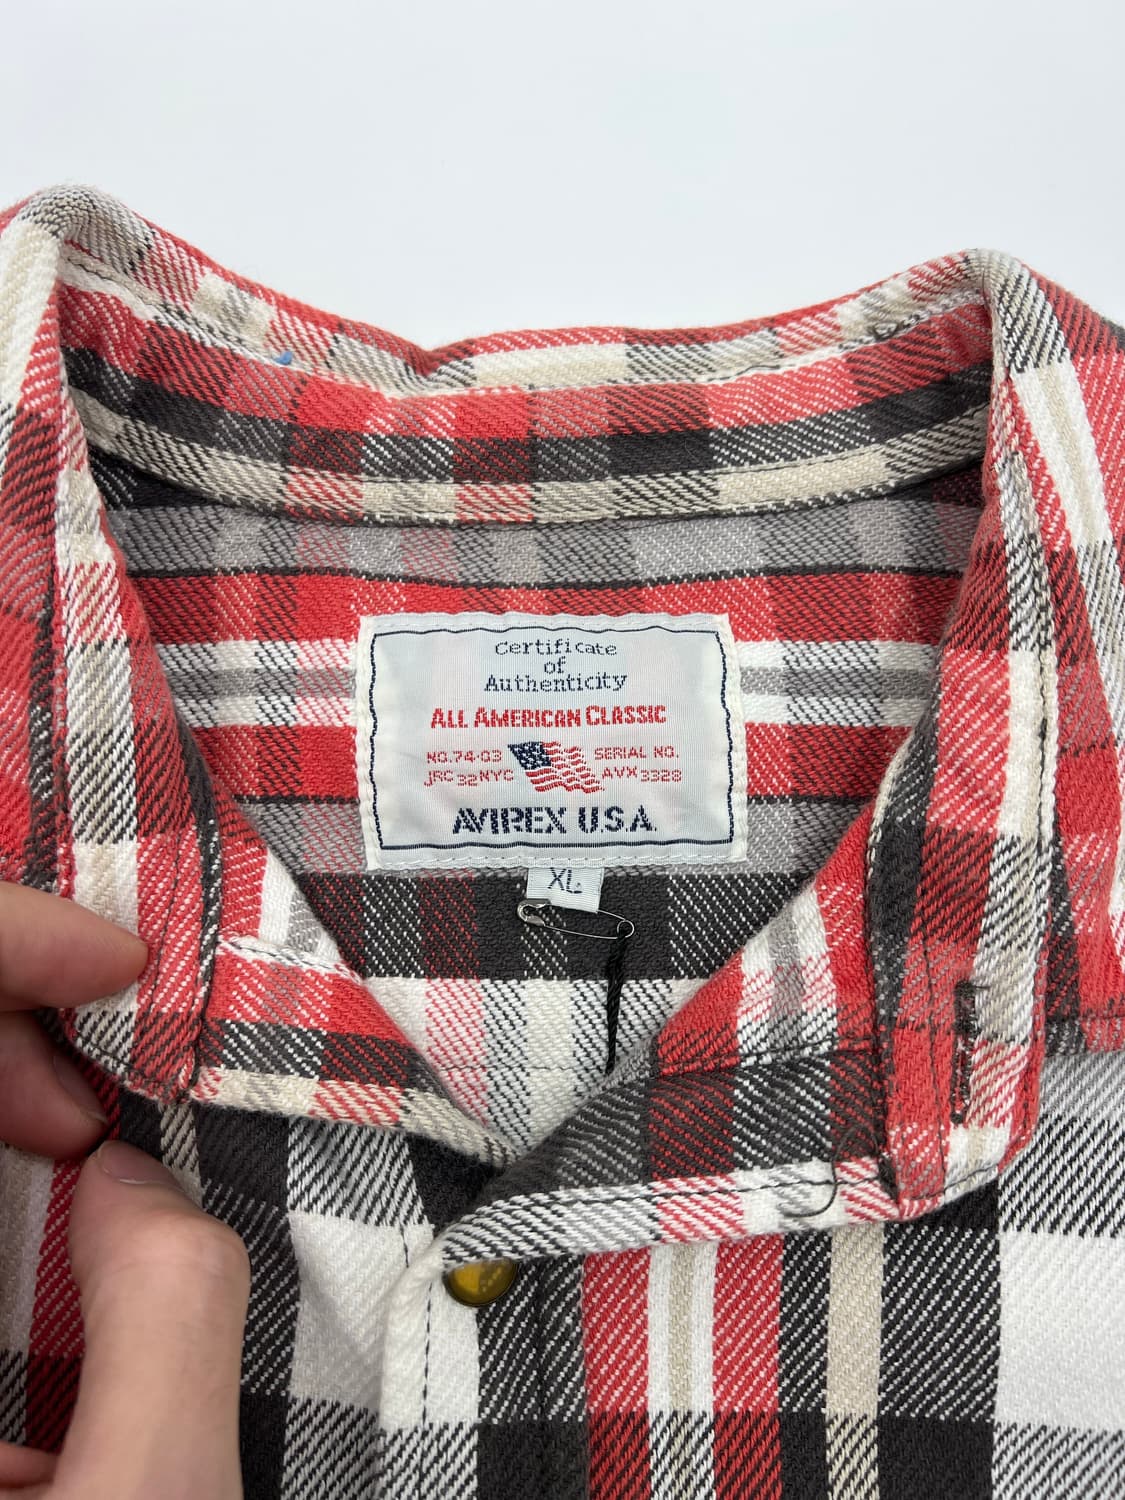 Certificate
of
Authenticity
ALL AMERICAN CLASSIC
NO.74-03 SERIAL NO.
JRC 32 NYC AVX 3328
AVIREX U.S.A.
XL